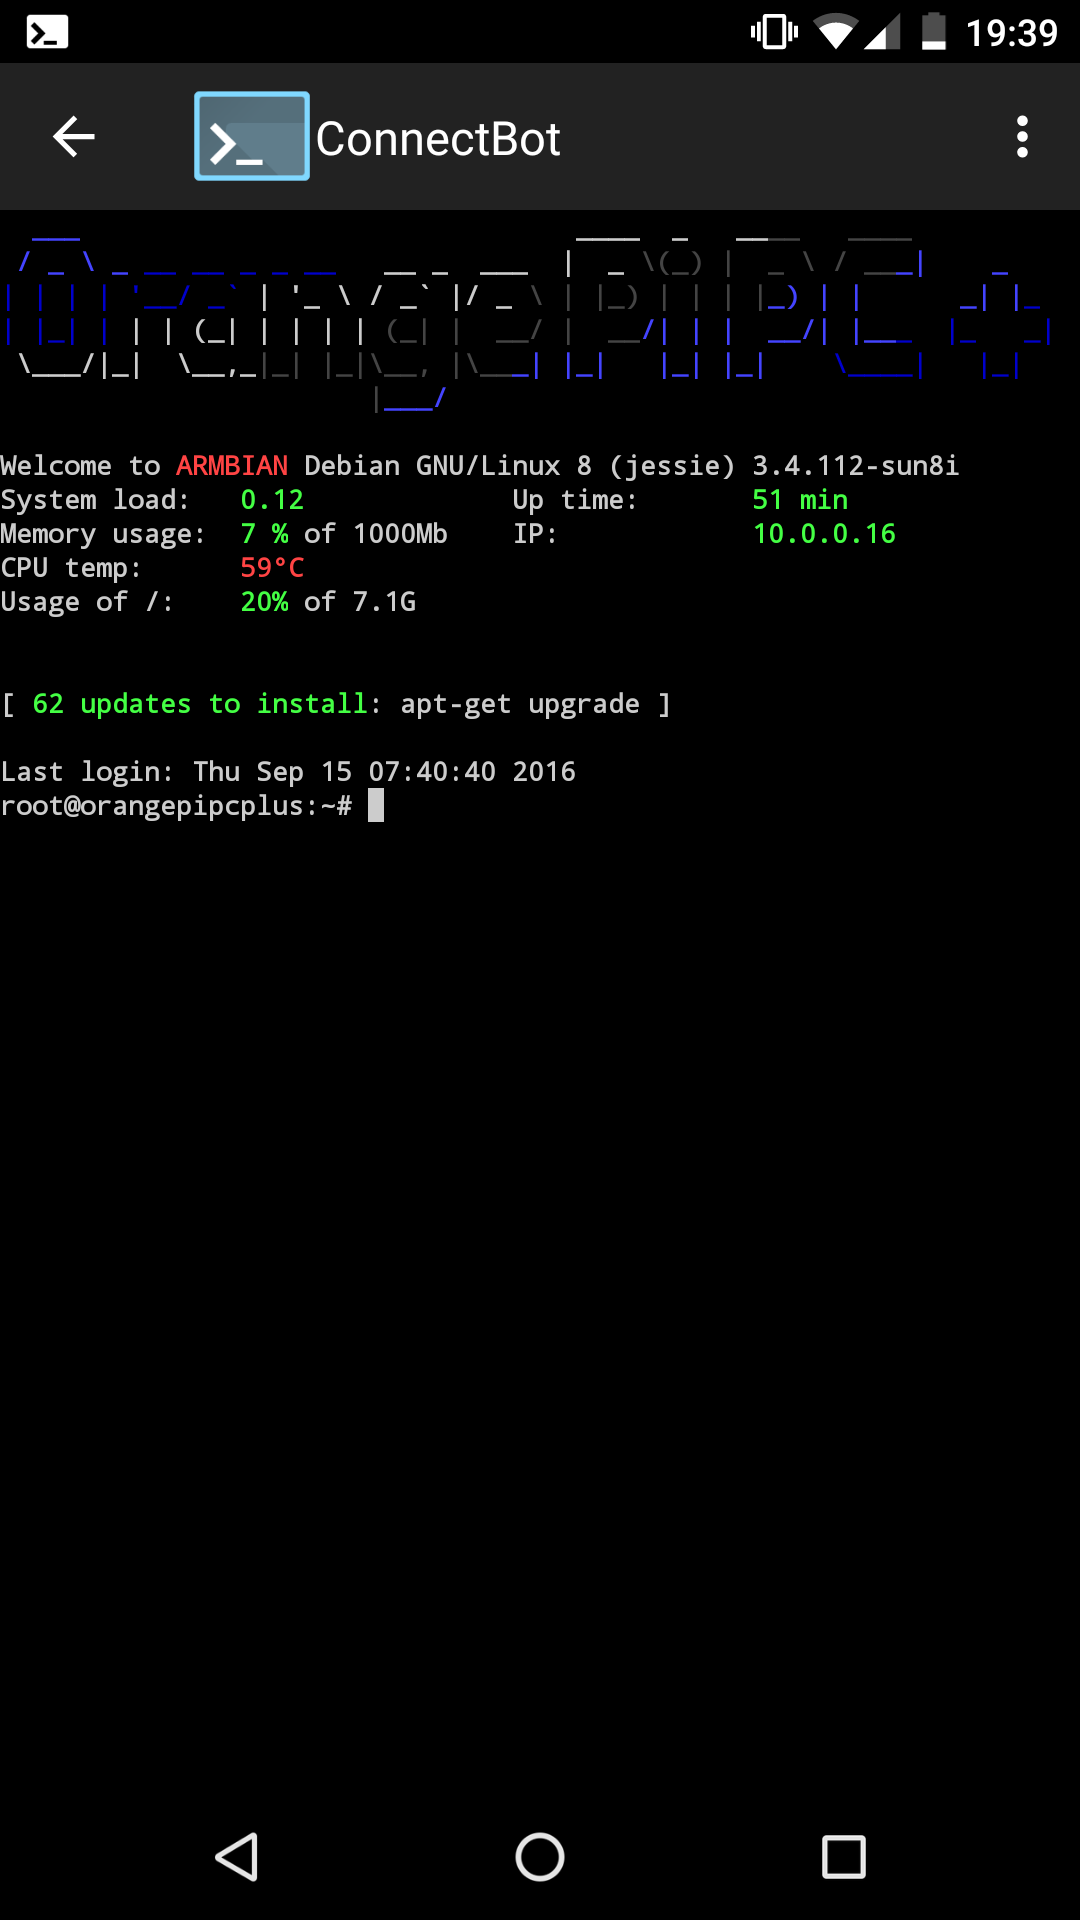 19:39
ConnectBot
OrangePiPC+
Welcome to ARMBIAN Debian GNU/Linux 8 (jessie) 3.4.112-sun8i
System load: 0.12 Up time: 51 min
Memory usage: 7 % of 1000Mb IP: 10.0.0.16
CPU temp: 59°C
Usage of /: 20% of 7.1G
[ 62 updates to install: apt-get upgrade ]
Last login: Thu Sep 15 07:40:40 2016
root@orangepipcplus:~#